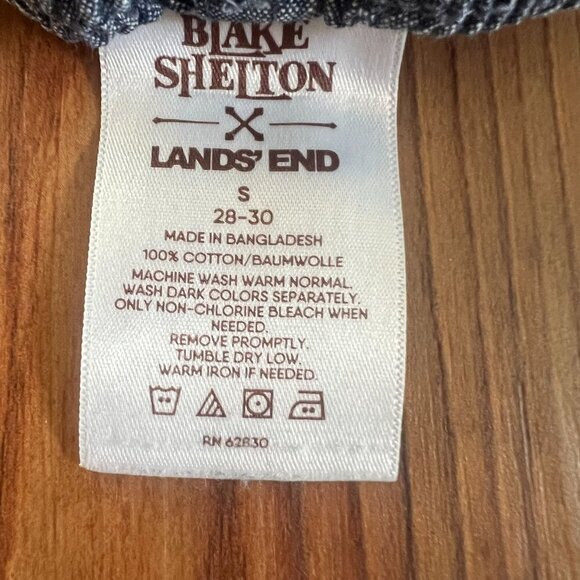 BLAKE
SHELTON
X
LANDS' END
S
28-30
MADE IN BANGLADESH
100% COTTON/BAUMWOLLE
MACHINE WASH WARM NORMAL.
WASH DARK COLORS SEPARATELY.
ONLY NON-CHLORINE BLEACH WHEN
NEEDED.
REMOVE PROMPTLY.
TUMBLE DRY LOW.
WARM IRON IF NEEDED.
RN 62830